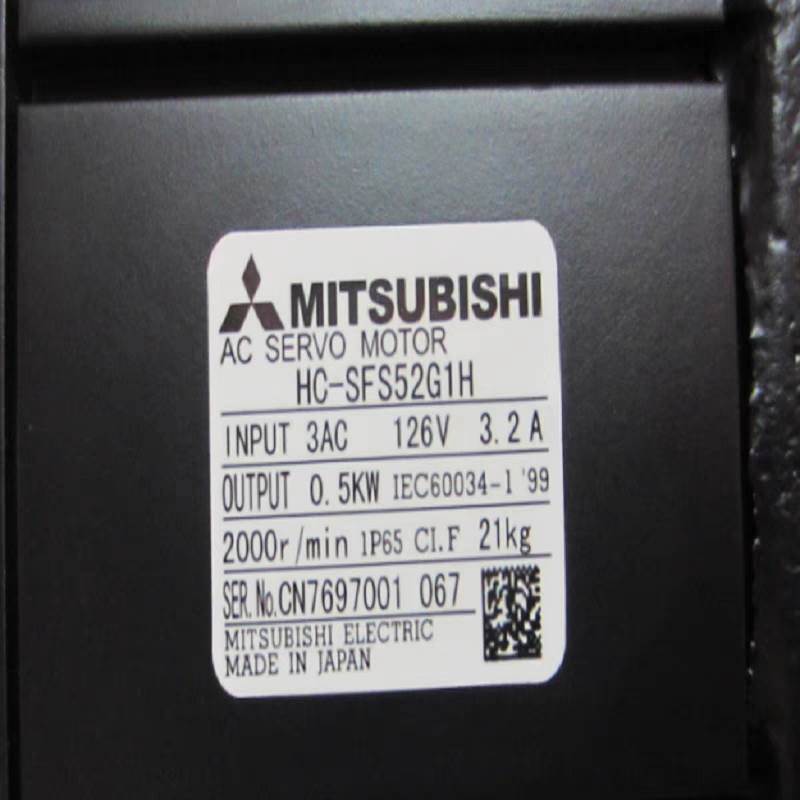 MITSUBISHI
AC SERVO MOTOR
HC-SFS52G1H
INPUT 3AC 126V 3.2A
OUTPUT 0.5KW IEC60034-1 '99
2000r/min IP65 CI.F 21kg
SER.No.CN7697001 067
MITSUBISHI ELECTRIC
MADE IN JAPAN